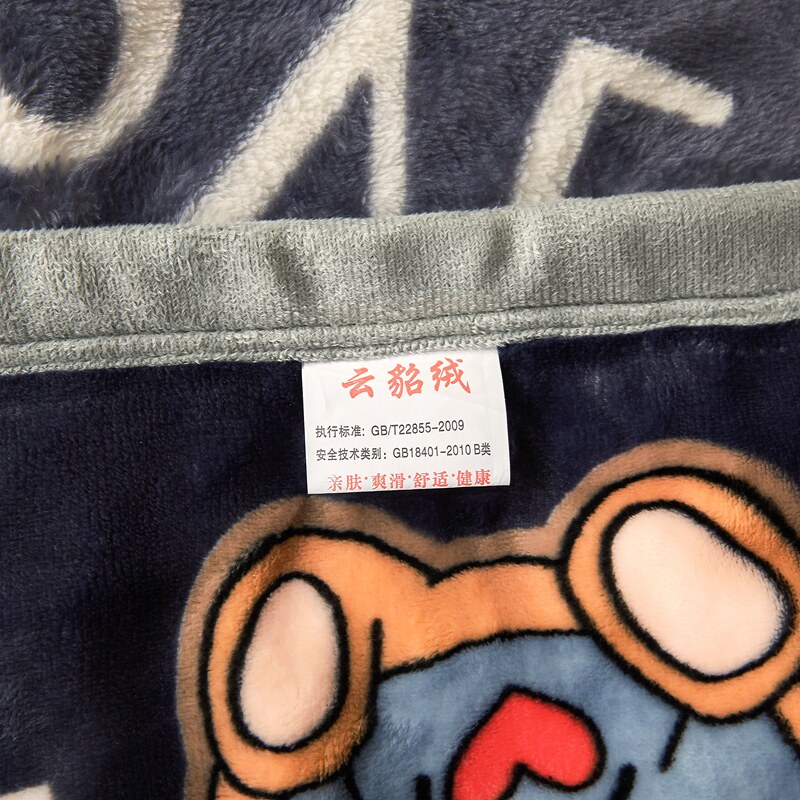 云貂绒
执行标准: GB/T22855-2009
安全技术类别: GB18401-2010 B类
亲肤·爽滑·舒适·健康